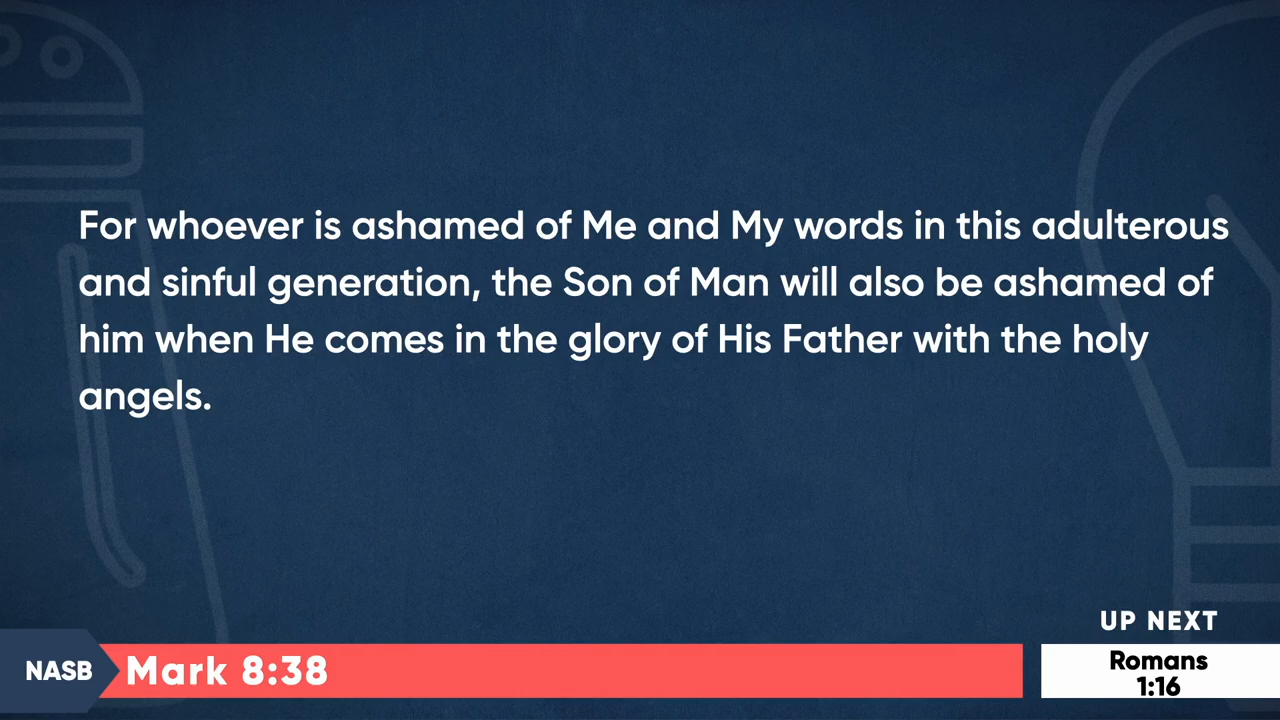 For whoever is ashamed of Me and My words in this adulterous
and sinful generation, the Son of Man will also be ashamed of
him when He comes in the glory of His Father with the holy
angels.
UP NEXT
NASB
Mark 8:38
Romans
1:16